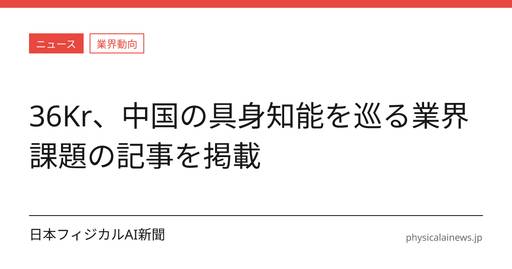 ニュース 業界動向
36Kr、中国の具身知能を巡る業界
課題の記事を掲載
日本フィジカルAI新聞
physicalainews.jp